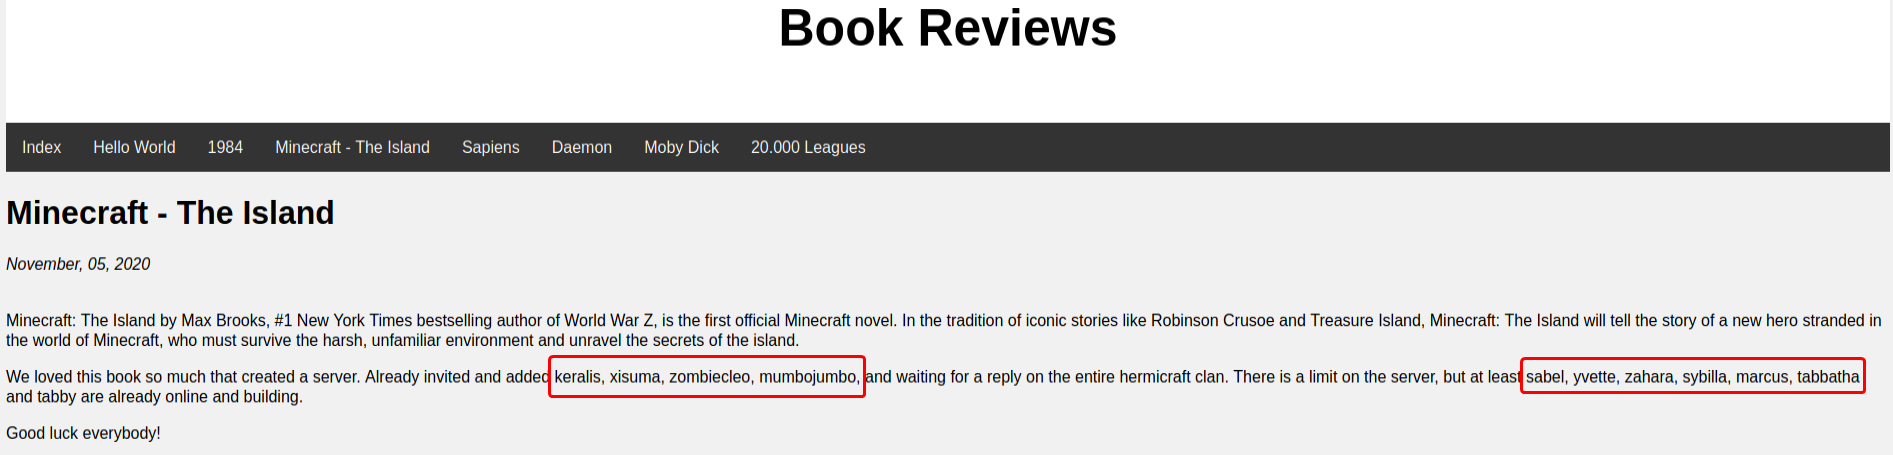 Book Reviews
Index Hello World 1984 Minecraft - The Island Sapiens Daemon Moby Dick 20.000 Leagues
Minecraft - The Island
November, 05, 2020
Minecraft: The Island by Max Brooks, #1 New York Times bestselling author of World War Z, is the first official Minecraft novel. In the tradition of iconic stories like Robinson Crusoe and Treasure Island, Minecraft: The Island will tell the story of a new hero stranded in
the world of Minecraft, who must survive the harsh, unfamiliar environment and unravel the secrets of the island.
We loved this book so much that created a server. Already invited and added keralis, xisuma, zombiecleo, mumbojumbo, and waiting for a reply on the entire hermicraft clan. There is a limit on the server, but at least sabel, yvette, zahara, sybilla, marcus, tabbatha
and tabby are already online and building.
Good luck everybody!